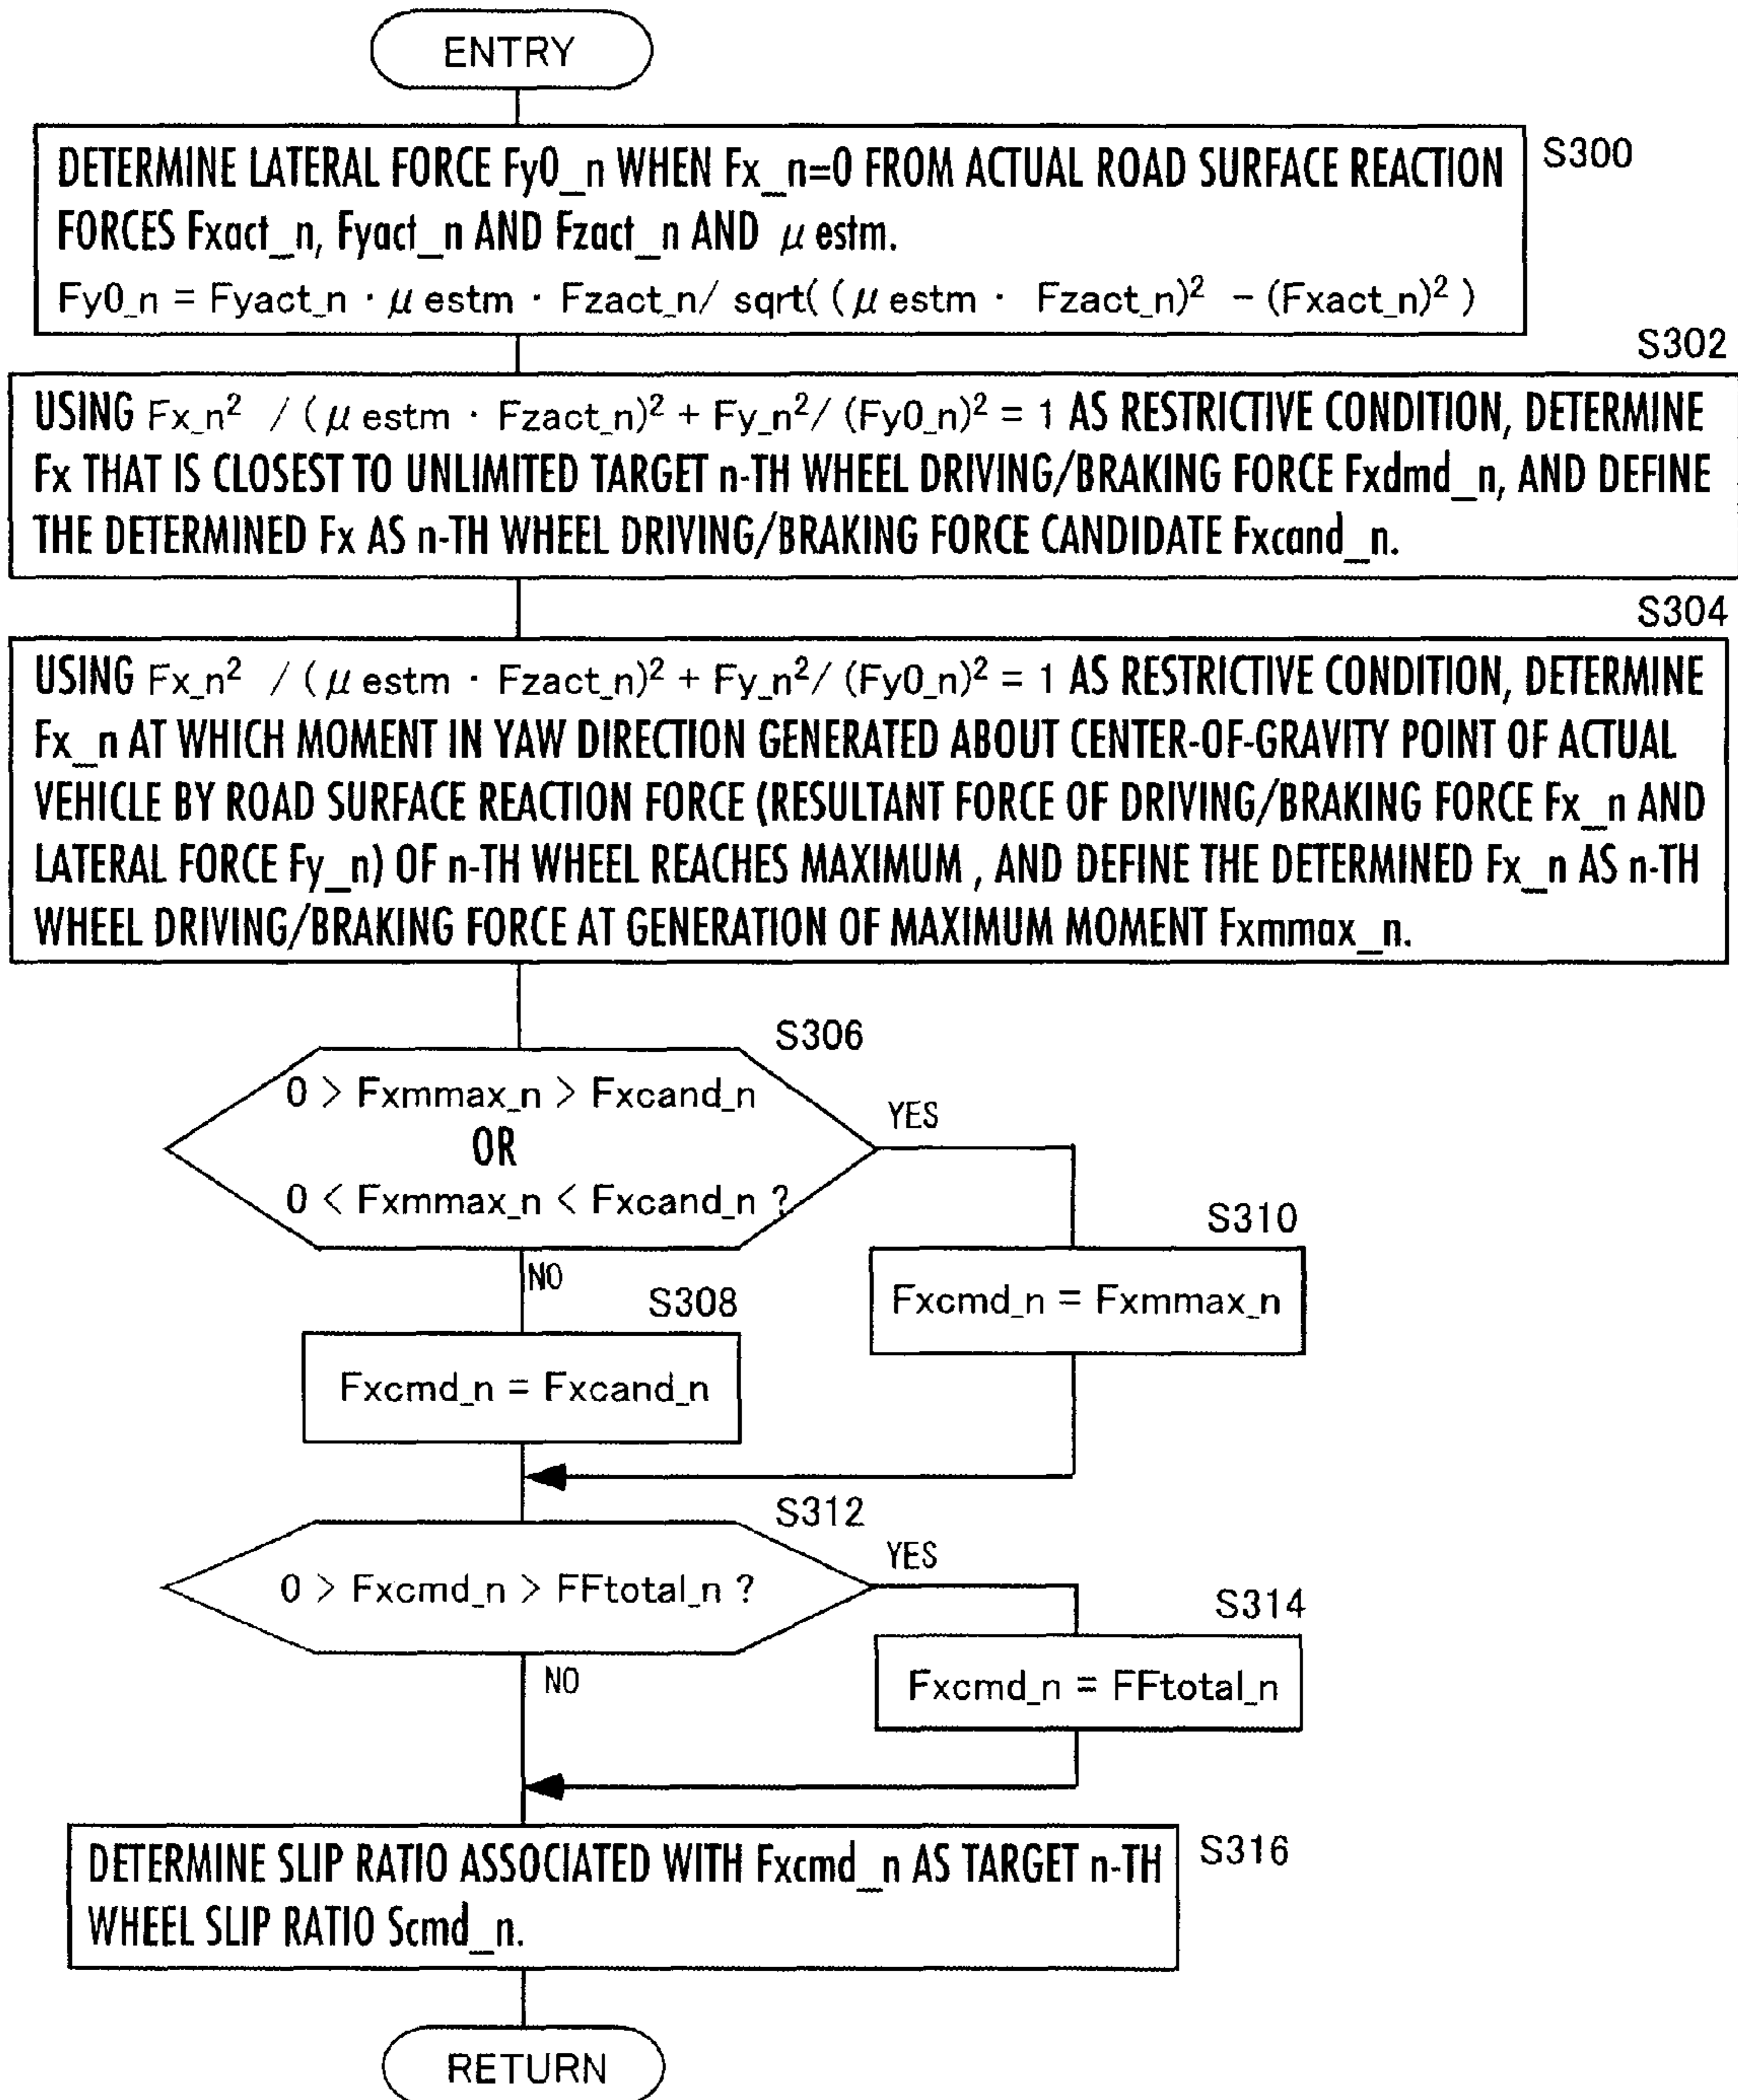 ENTRY
S300
DETERMINE LATERAL FORCE Fy0_n WHEN Fx_n=0 FROM ACTUAL ROAD SURFACE REACTION
FORCES Fxact_n, Fyact_n AND Fzact_n AND μ estm.
Fy0_n = Fyact_n · μ estm · Fzact_n/ sqrt( (μ estm · Fzact_n)² − (Fxact_n)² )
S302
USING Fx_n² / (μ estm · Fzact_n)² + Fy_n²/ (Fy0_n)² = 1 AS RESTRICTIVE CONDITION, DETERMINE
Fx THAT IS CLOSEST TO UNLIMITED TARGET n-TH WHEEL DRIVING/BRAKING FORCE Fxdmd_n, AND DEFINE
THE DETERMINED Fx AS n-TH WHEEL DRIVING/BRAKING FORCE CANDIDATE Fxcand_n.
S304
USING Fx_n² / (μ estm · Fzact_n)² + Fy_n²/ (Fy0_n)² = 1 AS RESTRICTIVE CONDITION, DETERMINE
Fx_n AT WHICH MOMENT IN YAW DIRECTION GENERATED ABOUT CENTER-OF-GRAVITY POINT OF ACTUAL
VEHICLE BY ROAD SURFACE REACTION FORCE (RESULTANT FORCE OF DRIVING/BRAKING FORCE Fx_n AND
LATERAL FORCE Fy_n) OF n-TH WHEEL REACHES MAXIMUM , AND DEFINE THE DETERMINED Fx_n AS n-TH
WHEEL DRIVING/BRAKING FORCE AT GENERATION OF MAXIMUM MOMENT Fxmmax_n.
S306
0 > Fxmmax_n > Fxcand_n
OR
0 < Fxmmax_n < Fxcand_n ?
YES
NO
S310
Fxcmd_n = Fxmmax_n
S308
Fxcmd_n = Fxcand_n
S312
0 > Fxcmd_n > FFtotal_n ?
YES
NO
S314
Fxcmd_n = FFtotal_n
S316
DETERMINE SLIP RATIO ASSOCIATED WITH Fxcmd_n AS TARGET n-TH
WHEEL SLIP RATIO Scmd_n.
RETURN